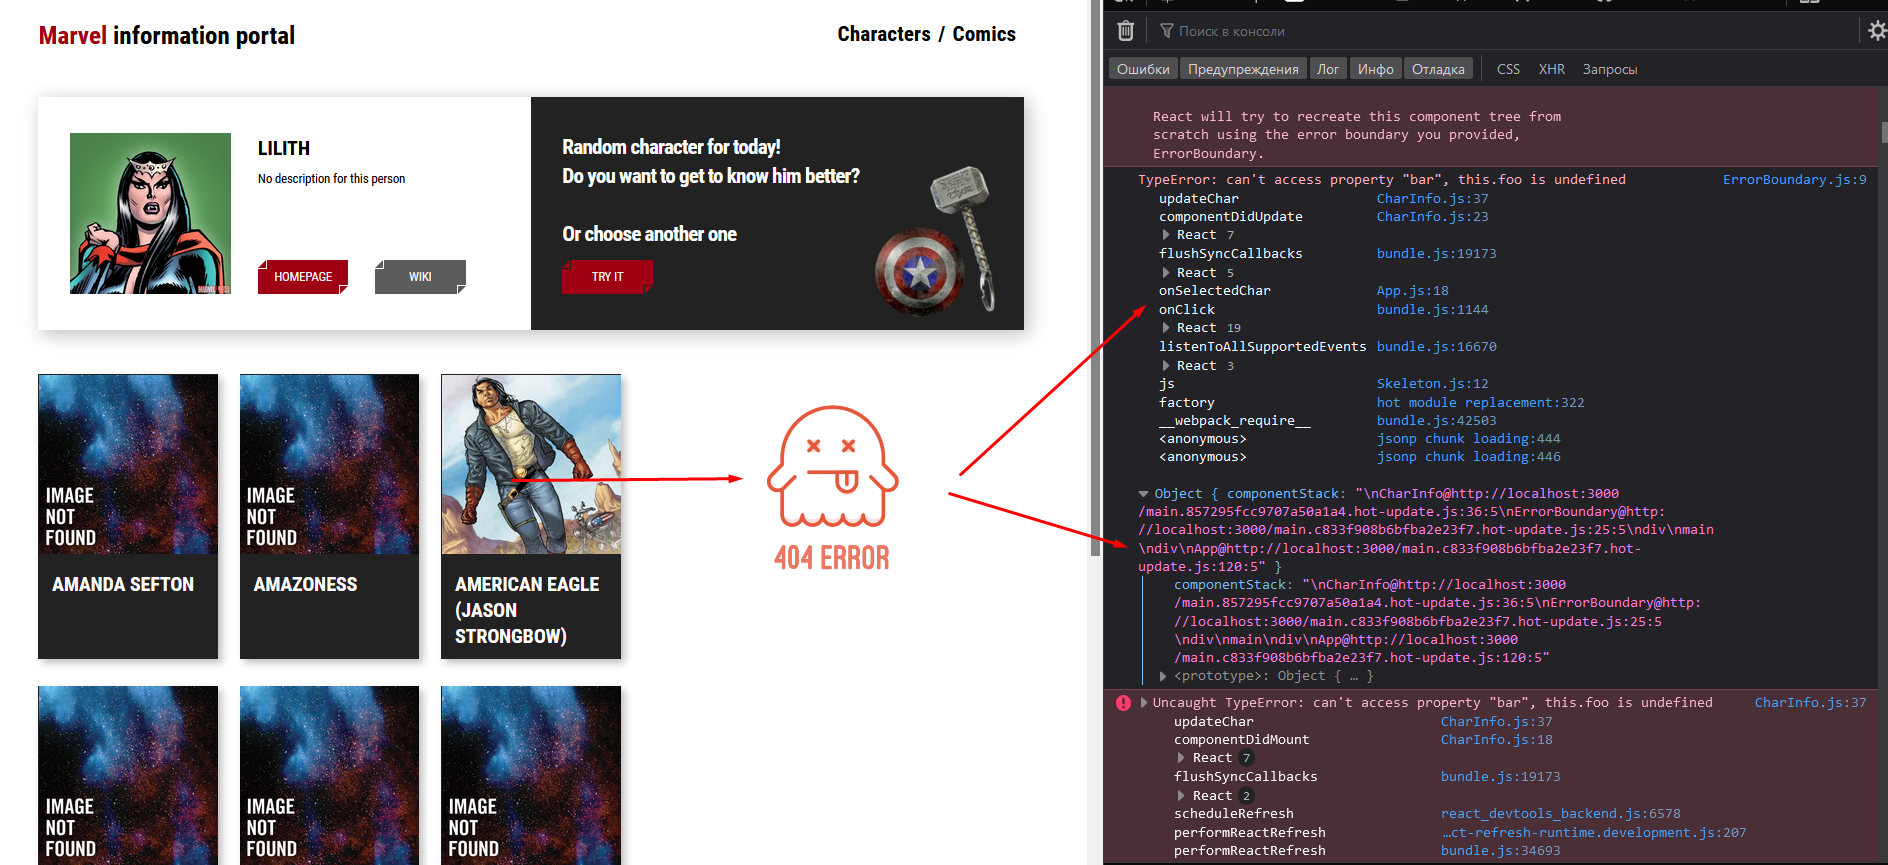 Marvel information portal
Characters / Comics
LILITH
No description for this person
HOMEPAGE
WIKI
Random character for today!
Do you want to get to know him better?
Or choose another one
TRY IT
IMAGE
NOT
FOUND
AMANDA SEFTON
IMAGE
NOT
FOUND
AMAZONESS
AMERICAN EAGLE
(JASON
STRONGBOW)
IMAGE
NOT
FOUND
IMAGE
NOT
FOUND
IMAGE
NOT
FOUND
404 ERROR
Поиск в консоли
Ошибки Предупреждения Лог Инфо Отладка CSS XHR Запросы
React will try to recreate this component tree from
scratch using the error boundary you provided,
ErrorBoundary.
TypeError: can't access property "bar", this.foo is undefined ErrorBoundary.js:9
updateChar CharInfo.js:37
componentDidUpdate CharInfo.js:23
React 7
flushSyncCallbacks bundle.js:19173
React 5
onSelectedChar App.js:18
onClick bundle.js:1144
React 19
listenToAllSupportedEvents bundle.js:16670
React 3
js Skeleton.js:12
factory hot module replacement:322
__webpack_require__ bundle.js:42503
<anonymous> jsonp chunk loading:444
<anonymous> jsonp chunk loading:446
Object { componentStack: "\nCharInfo@http://localhost:3000
/main.857295fcc9707a50a1a4.hot-update.js:36:5\nErrorBoundary@http:
//localhost:3000/main.c833f908b6bfba2e23f7.hot-update.js:25:5\ndiv\nmain
\ndiv\nApp@http://localhost:3000/main.c833f908b6bfba2e23f7.hot-
update.js:120:5" }
componentStack: "\nCharInfo@http://localhost:3000
/main.857295fcc9707a50a1a4.hot-update.js:36:5\nErrorBoundary@http:
//localhost:3000/main.c833f908b6bfba2e23f7.hot-update.js:25:5
\ndiv\nmain\ndiv\nApp@http://localhost:3000
/main.c833f908b6bfba2e23f7.hot-update.js:120:5"
<prototype>: Object { … }
Uncaught TypeError: can't access property "bar", this.foo is undefined CharInfo.js:37
updateChar CharInfo.js:37
componentDidMount CharInfo.js:18
React 7
flushSyncCallbacks bundle.js:19173
React 2
scheduleRefresh react_devtools_backend.js:6578
performReactRefresh …ct-refresh-runtime.development.js:207
performReactRefresh bundle.js:34693